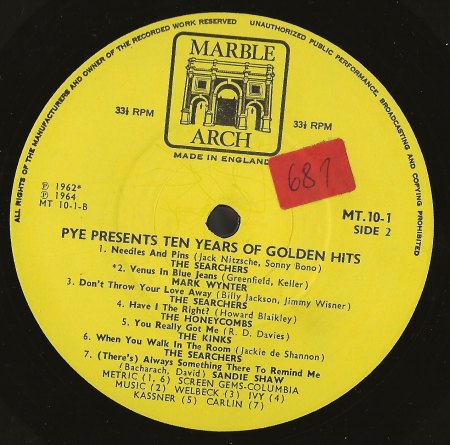 ALL RIGHTS OF THE MANUFACTURERS AND OWNER OF THE RECORDED WORK RESERVED
UNAUTHORIZED PUBLIC PERFORMANCE, BROADCASTING AND COPYING PROHIBITED
MARBLE
ARCH
33⅓ RPM
33⅓ RPM
MADE IN ENGLAND
681
Ⓟ 1962*
Ⓟ 1964
MT 10-1-B
MT.10-1
SIDE 2
PYE PRESENTS TEN YEARS OF GOLDEN HITS
1. Needles And Pins (Jack Nitzsche, Sonny Bono)
THE SEARCHERS
*2. Venus In Blue Jeans (Greenfield, Keller)
MARK WYNTER
3. Don't Throw Your Love Away (Billy Jackson, Jimmy Wisner)
THE SEARCHERS
4. Have I The Right? (Howard Blaikley)
THE HONEYCOMBS
5. You Really Got Me (R. D. Davies)
THE KINKS
6. When You Walk In The Room (Jackie de Shannon)
THE SEARCHERS
7. (There's) Always Something There To Remind Me
(Bacharach, David) SANDIE SHAW
METRIC (1, 6) SCREEN GEMS-COLUMBIA
MUSIC (2) WELBECK (3) IVY (4)
KASSNER (5) CARLIN (7)